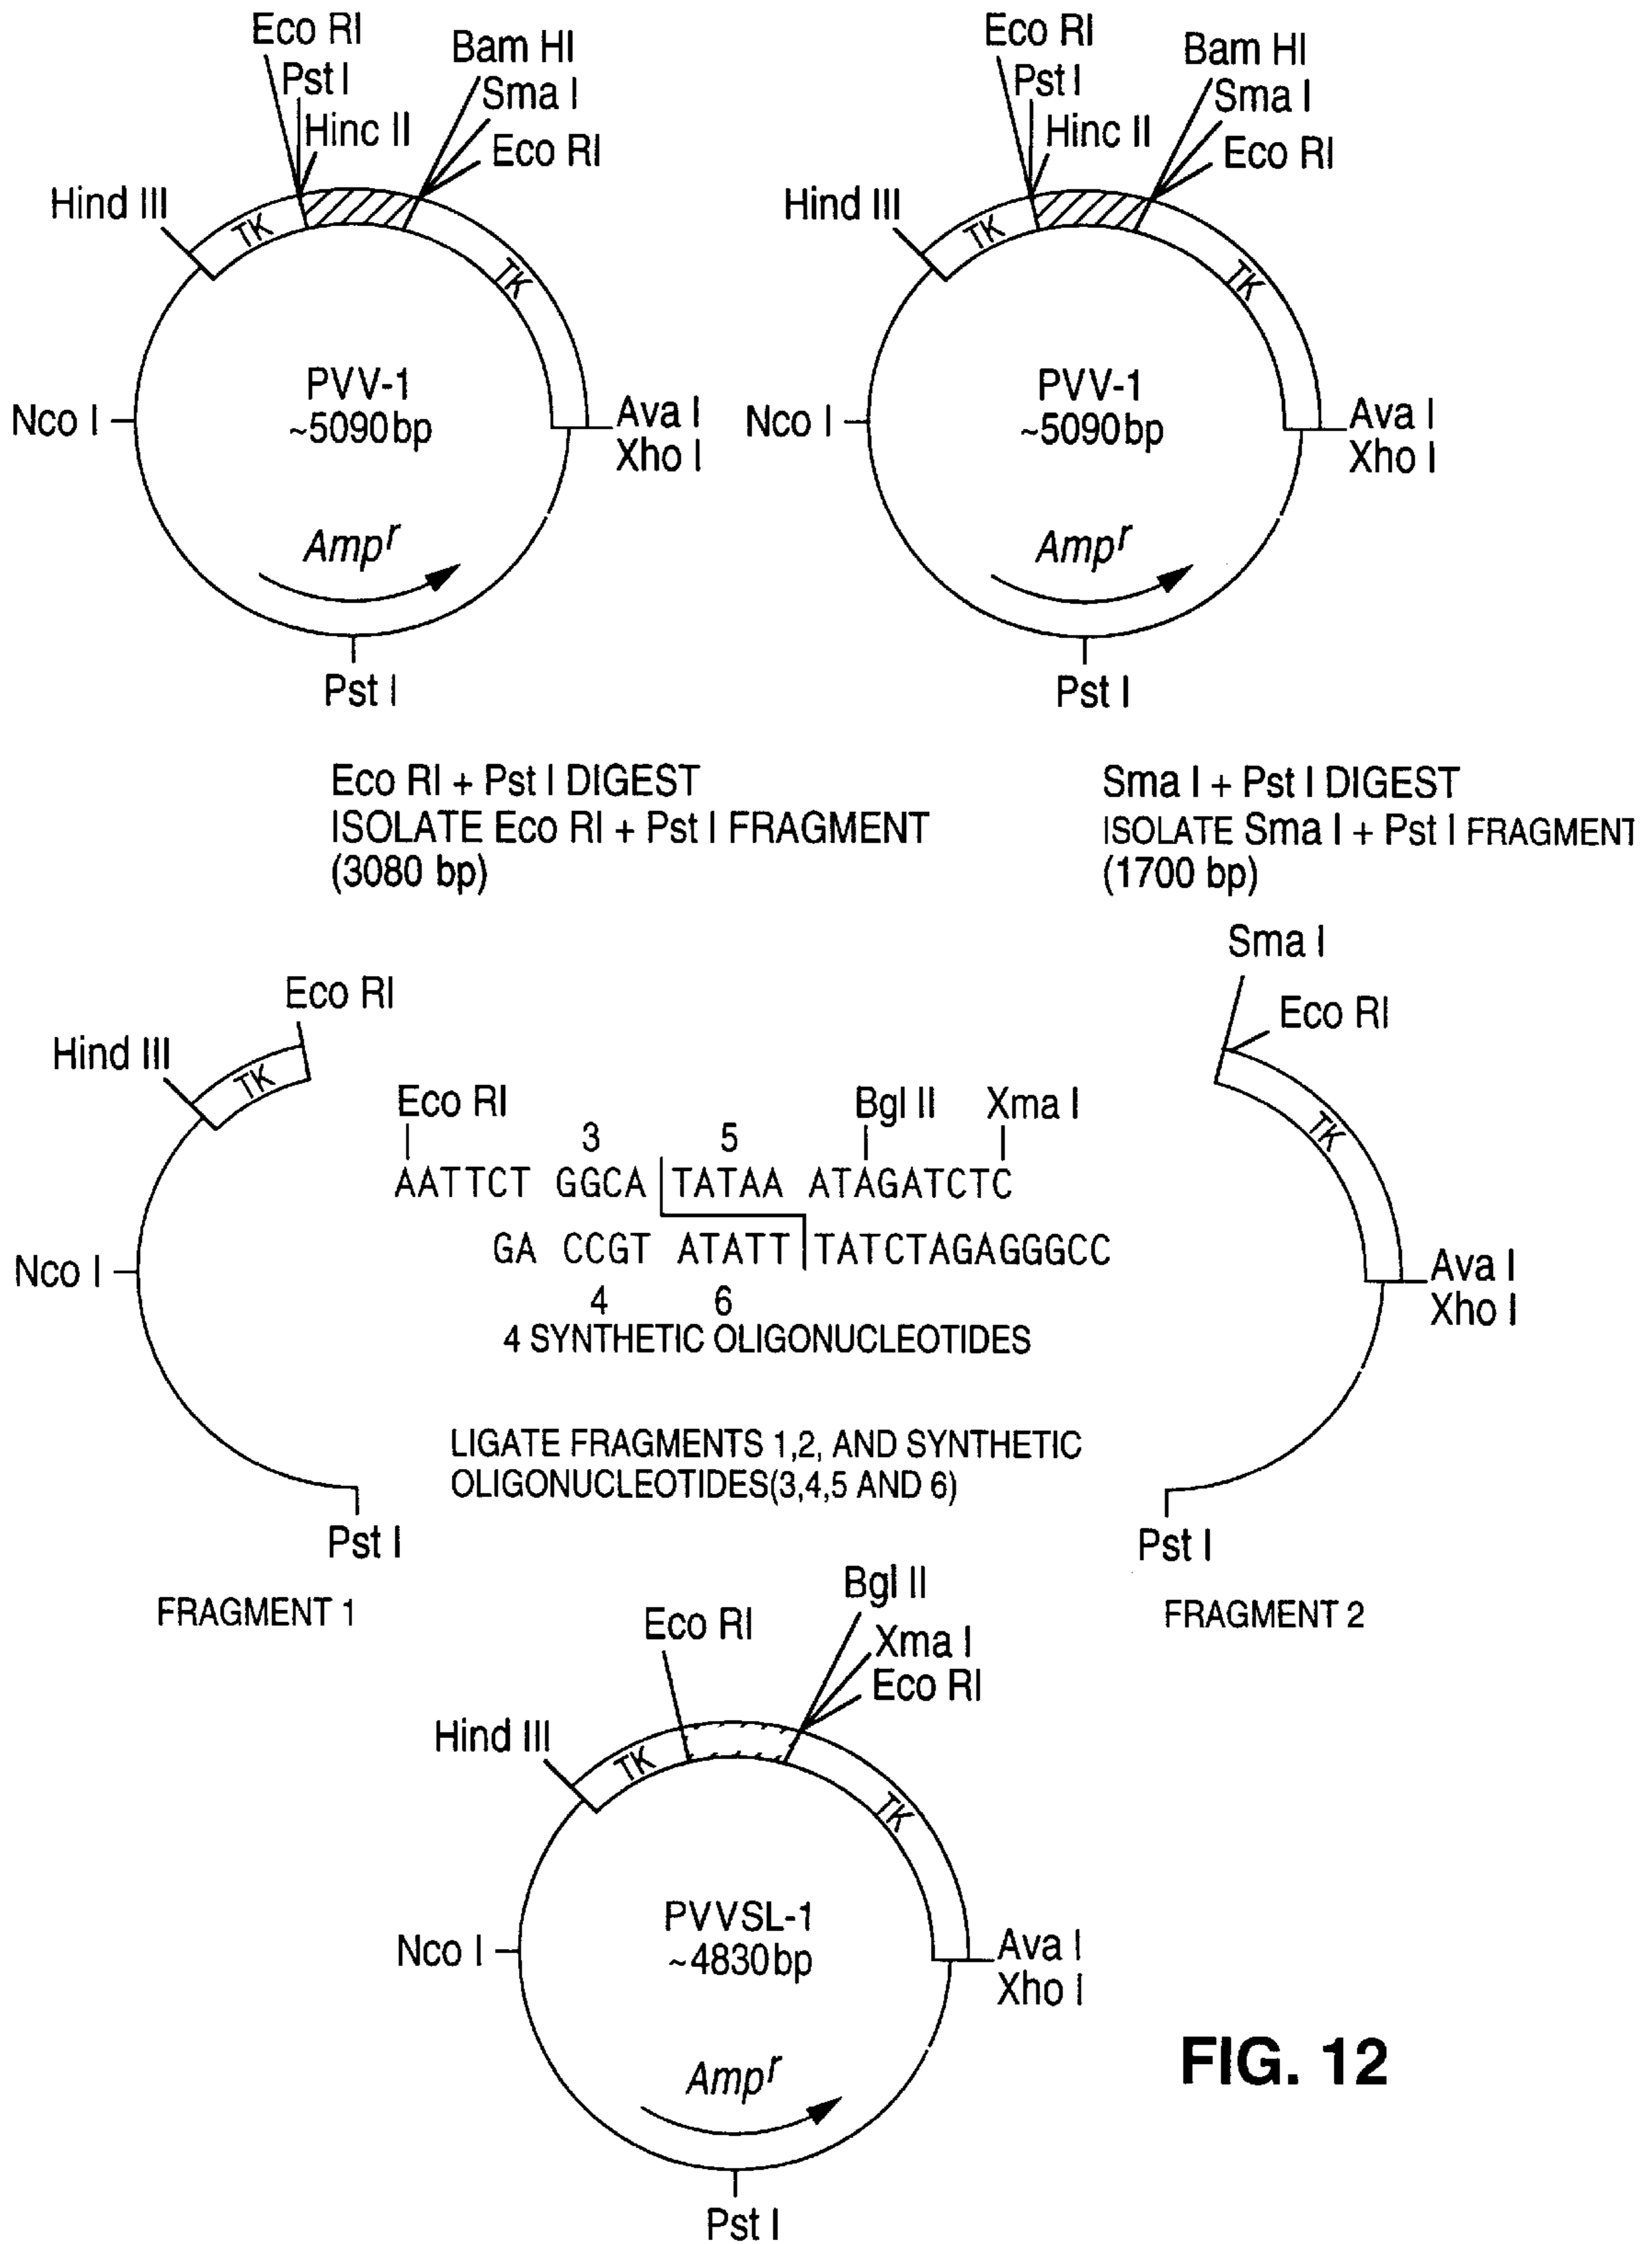 Eco RI
Pst I
Hinc II
Bam HI
Sma I
Eco RI
Hind III
TK
TK
PVV-1
~5090bp
Nco I
Ava I
Xho I
Ampr
Pst I
Eco RI
Pst I
Hinc II
Bam HI
Sma I
Eco RI
Hind III
TK
TK
PVV-1
~5090bp
Nco I
Ava I
Xho I
Ampr
Pst I
Eco RI + Pst I DIGEST
ISOLATE Eco RI + Pst I FRAGMENT
(3080 bp)
Sma I + Pst I DIGEST
ISOLATE Sma I + Pst I FRAGMENT
(1700 bp)
Eco RI
Hind III
TK
Nco I
Pst I
FRAGMENT 1
Eco RI
3
5
Bgl II
Xma I
AATTCT GGCA TATAA ATAGATCTC
GA CCGT ATATT TATCTAGAGGGCC
4
6
4 SYNTHETIC OLIGONUCLEOTIDES
LIGATE FRAGMENTS 1,2, AND SYNTHETIC
OLIGONUCLEOTIDES(3,4,5 AND 6)
Sma I
Eco RI
TK
Ava I
Xho I
Pst I
FRAGMENT 2
Eco RI
Bgl II
Xma I
Eco RI
Hind III
TK
TK
PVVSL-1
~4830bp
Nco I
Ava I
Xho I
Ampr
Pst I
FIG. 12